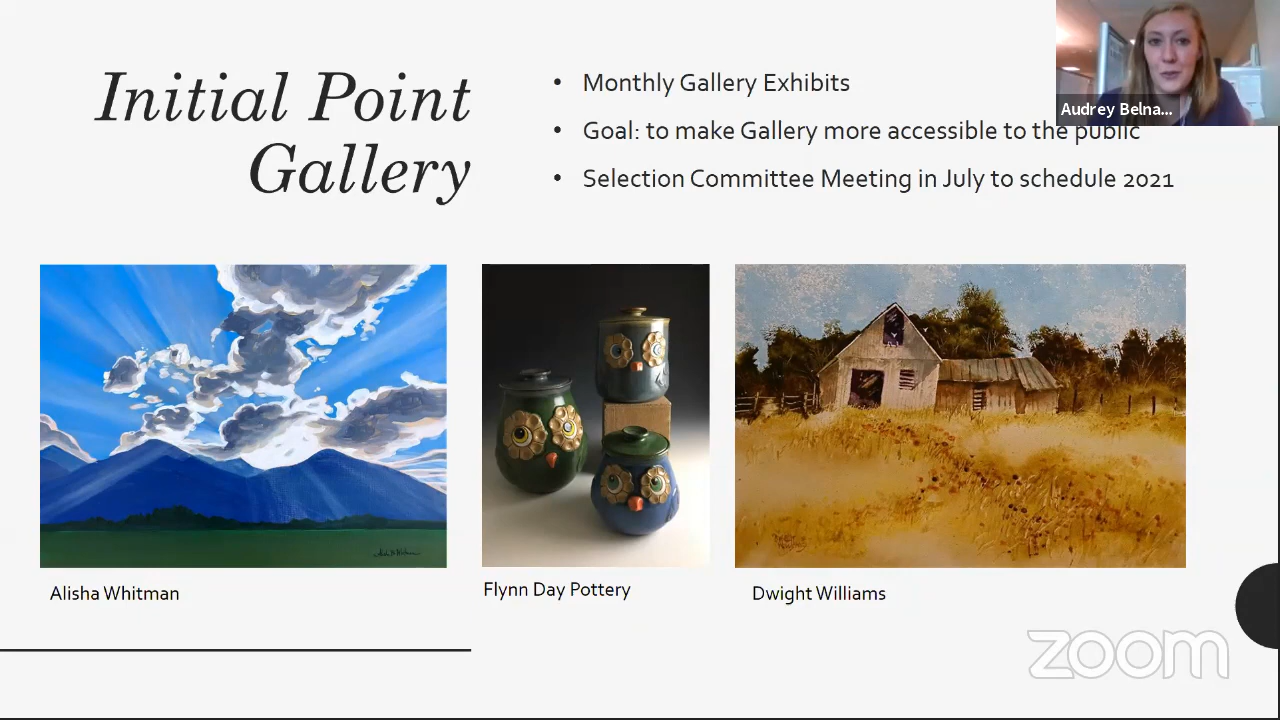 Initial Point
Gallery
• Monthly Gallery Exhibits
• Goal: to make Gallery more accessible to the public
• Selection Committee Meeting in July to schedule 2021
Audrey Belna...
Alisha Whitman
Flynn Day Pottery
Dwight Williams
zoom